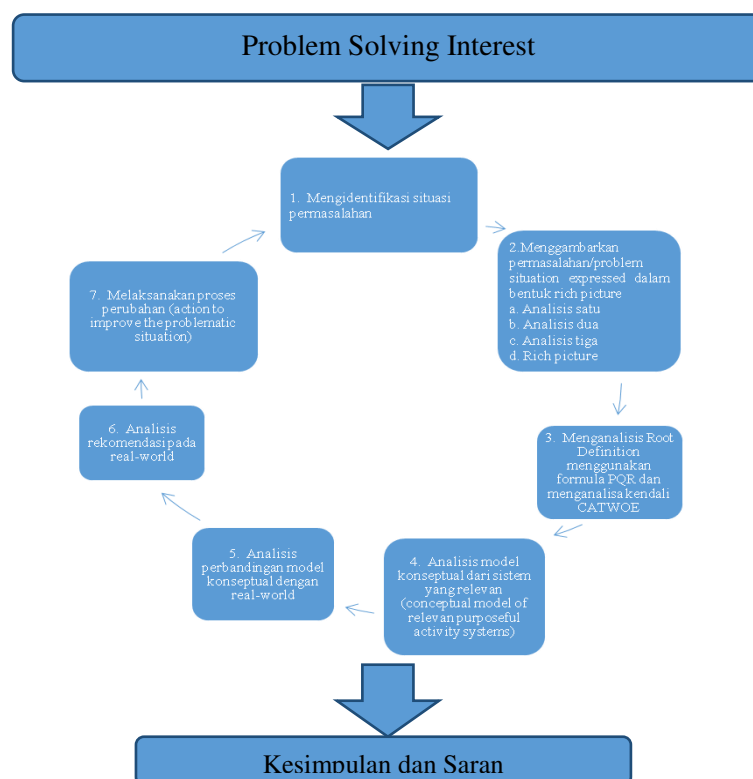 Problem Solving Interest
1. Mengidentifikasi situasi
permasalahan
2.Menggambarkan
permasalahan/problem
situation expressed dalam
bentuk rich picture
a. Analisis satu
b. Analisis dua
c. Analisis tiga
d. Rich picture
3. Menganalisis Root
Definition
menggunakan
formula PQR dan
menganalisa kendali
CATWOE
4. Analisis model
konseptual dari sistem
yang relevan
(conceptual model of
relevan purposeful
activity systems)
5. Analisis
perbandingan model
konseptual dengan
real-world
6. Analisis
rekomendasi pada
real-world
7. Melaksanakan proses
perubahan (action to
improve the problematic
situation)
Kesimpulan dan Saran